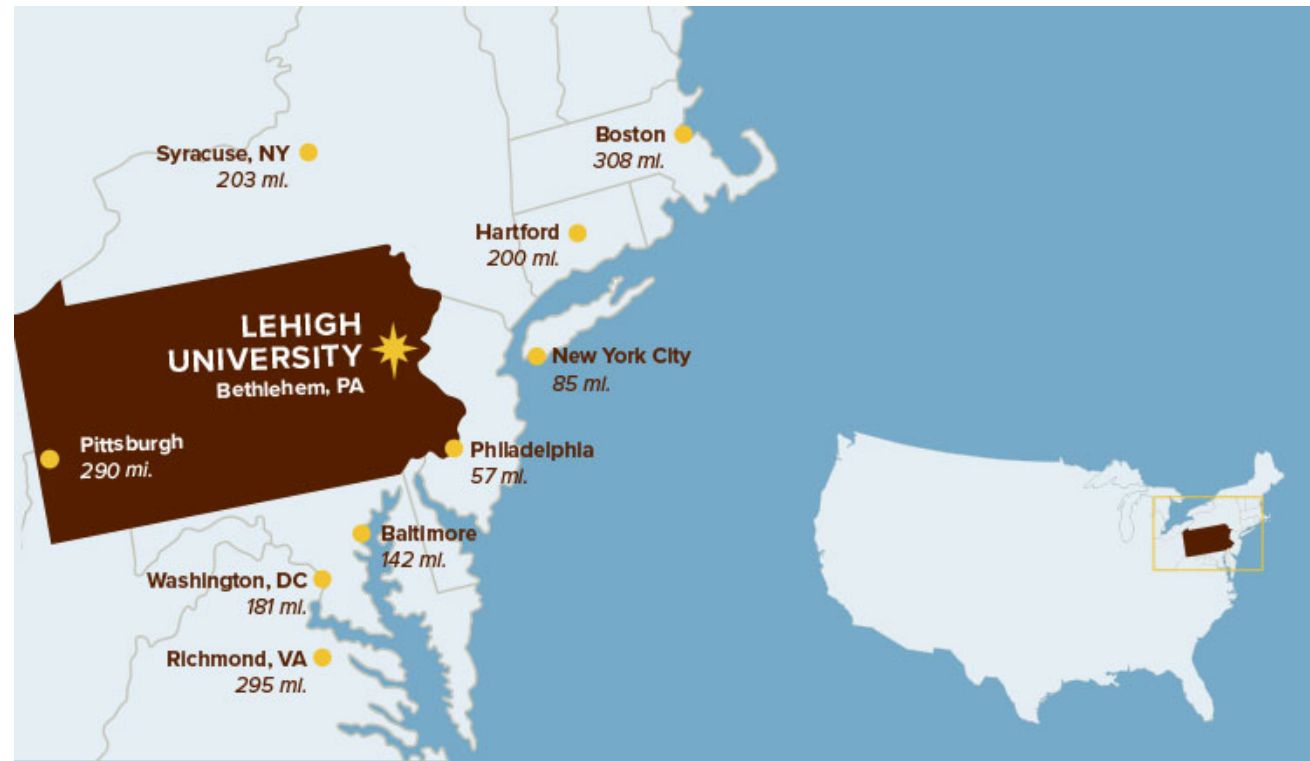 Syracuse, NY
203 mi.
Boston
308 mi.
Hartford
200 mi.
LEHIGH
UNIVERSITY
Bethlehem, PA
New York City
85 mi.
Pittsburgh
290 mi.
Philadelphia
57 mi.
Baltimore
142 mi.
Washington, DC
181 mi.
Richmond, VA
295 mi.